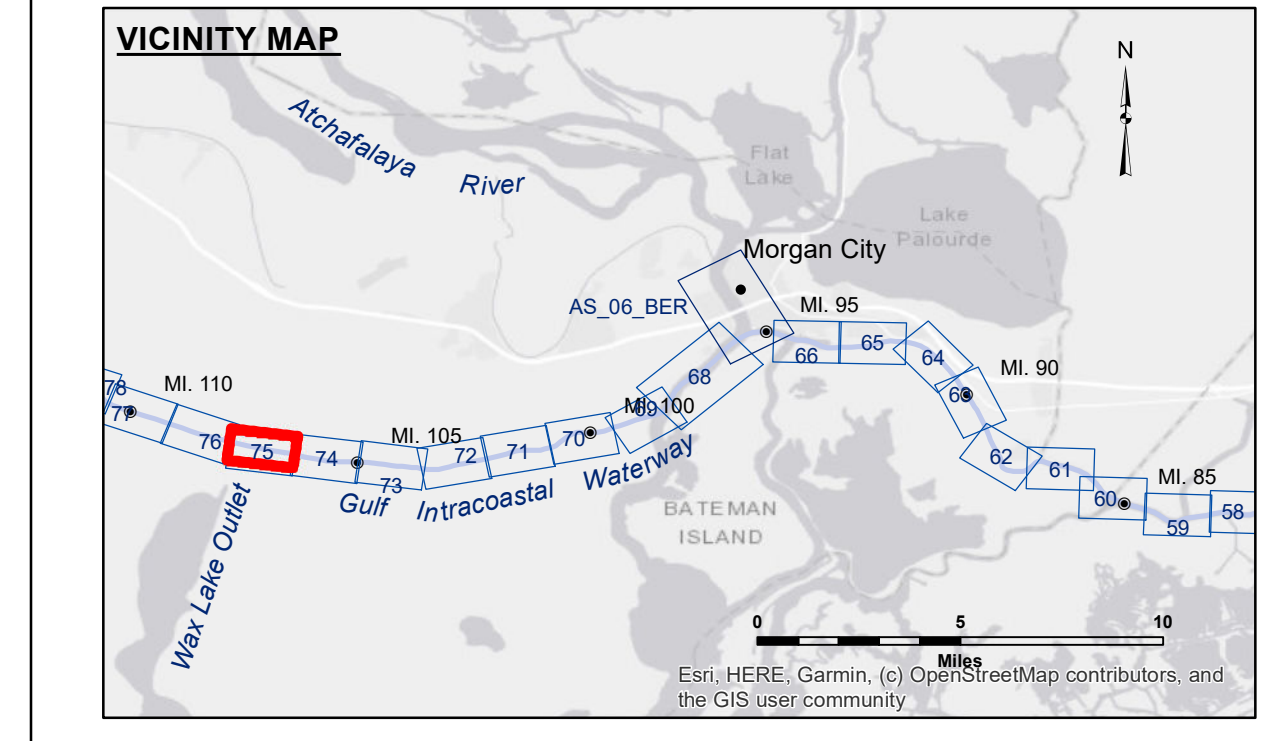 VICINITY MAP
N
Atchafalaya
River
Flat
Lake
Lake
Palourde
Morgan City
AS_06_BER
MI. 95
66
65
64
MI. 90
63
68
MI. 100
69
78
MI. 110
77
76
75
74
MI. 105
73
72
71
70
62
61
60
MI. 85
59
58
Gulf Intracoastal Waterway
Wax Lake Outlet
BATEMAN
ISLAND
0 5 10
Miles
Esri, HERE, Garmin, (c) OpenStreetMap contributors, and
the GIS user community